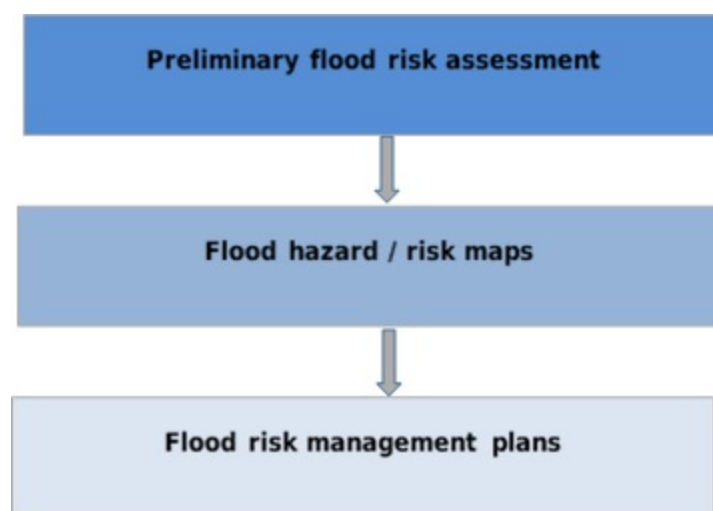 Preliminary flood risk assessment
Flood hazard / risk maps
Flood risk management plans